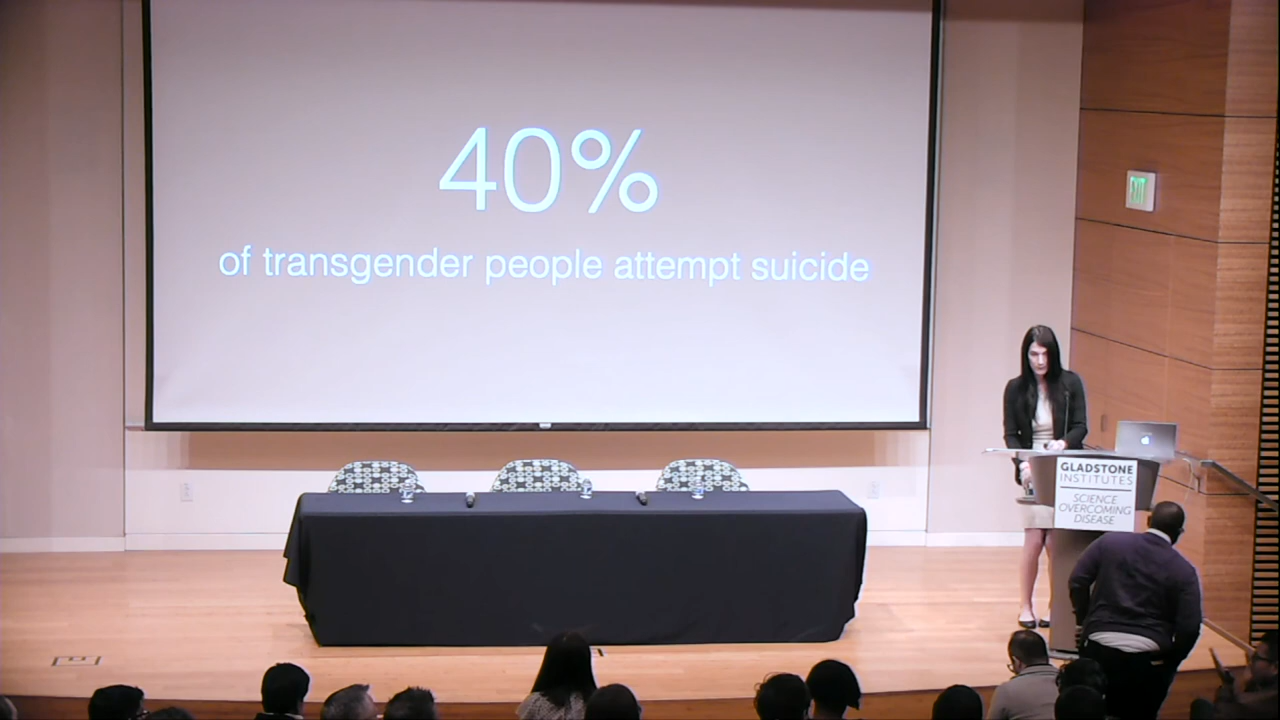 40%
of transgender people attempt suicide
EXIT
GLADSTONE
INSTITUTES
SCIENCE
OVERCOMING
DISEASE